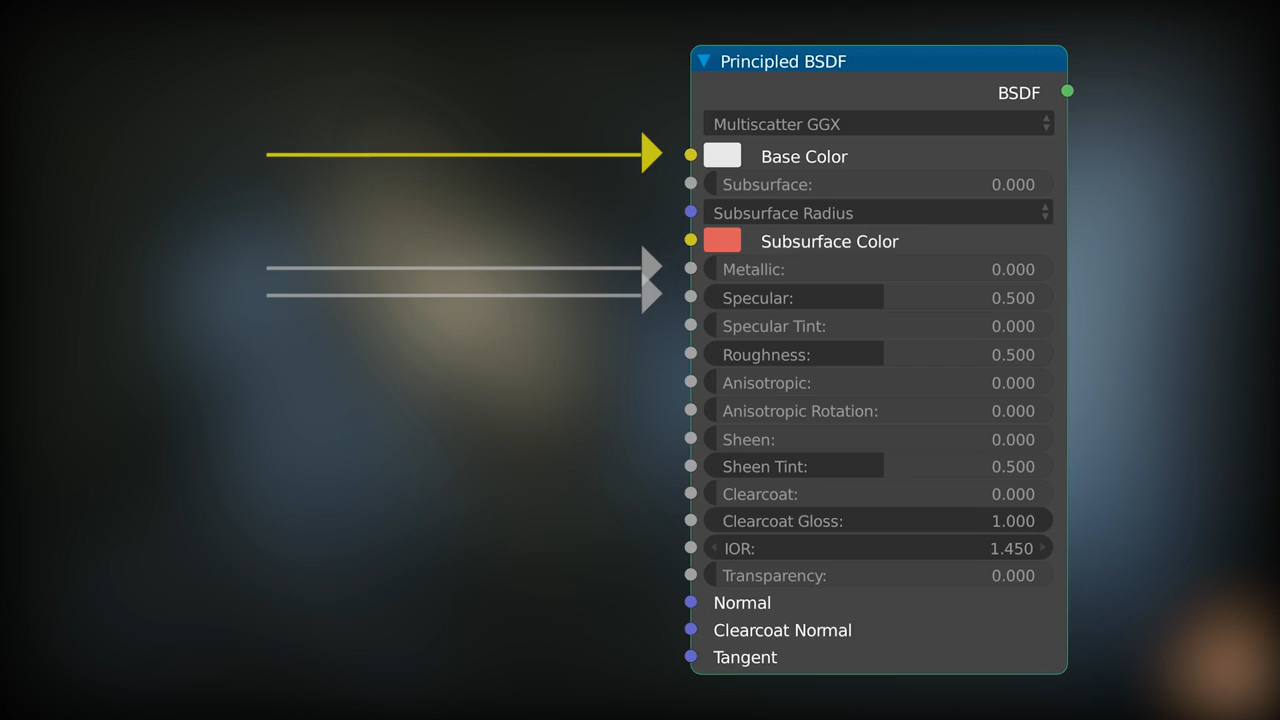 Principled BSDF
BSDF
Multiscatter GGX
Base Color
Subsurface: 0.000
Subsurface Radius
Subsurface Color
Metallic: 0.000
Specular: 0.500
Specular Tint: 0.000
Roughness: 0.500
Anisotropic: 0.000
Anisotropic Rotation: 0.000
Sheen: 0.000
Sheen Tint: 0.500
Clearcoat: 0.000
Clearcoat Gloss: 1.000
IOR: 1.450
Transparency: 0.000
Normal
Clearcoat Normal
Tangent